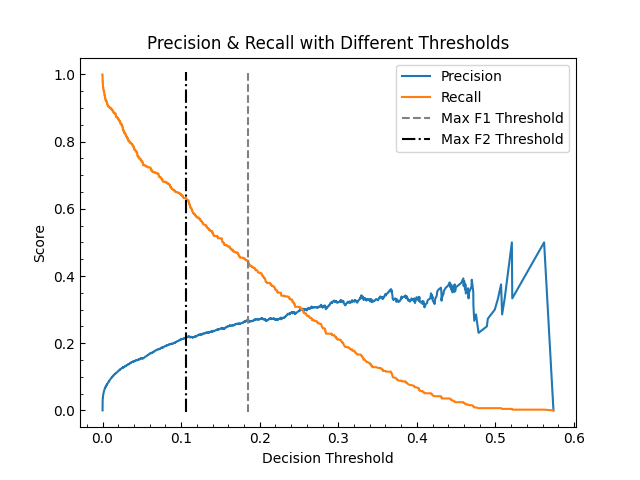 Precision & Recall with Different Thresholds
Precision
Recall
Max F1 Threshold
Max F2 Threshold
Score
1.0
0.8
0.6
0.4
0.2
0.0
0.0 0.1 0.2 0.3 0.4 0.5 0.6
Decision Threshold